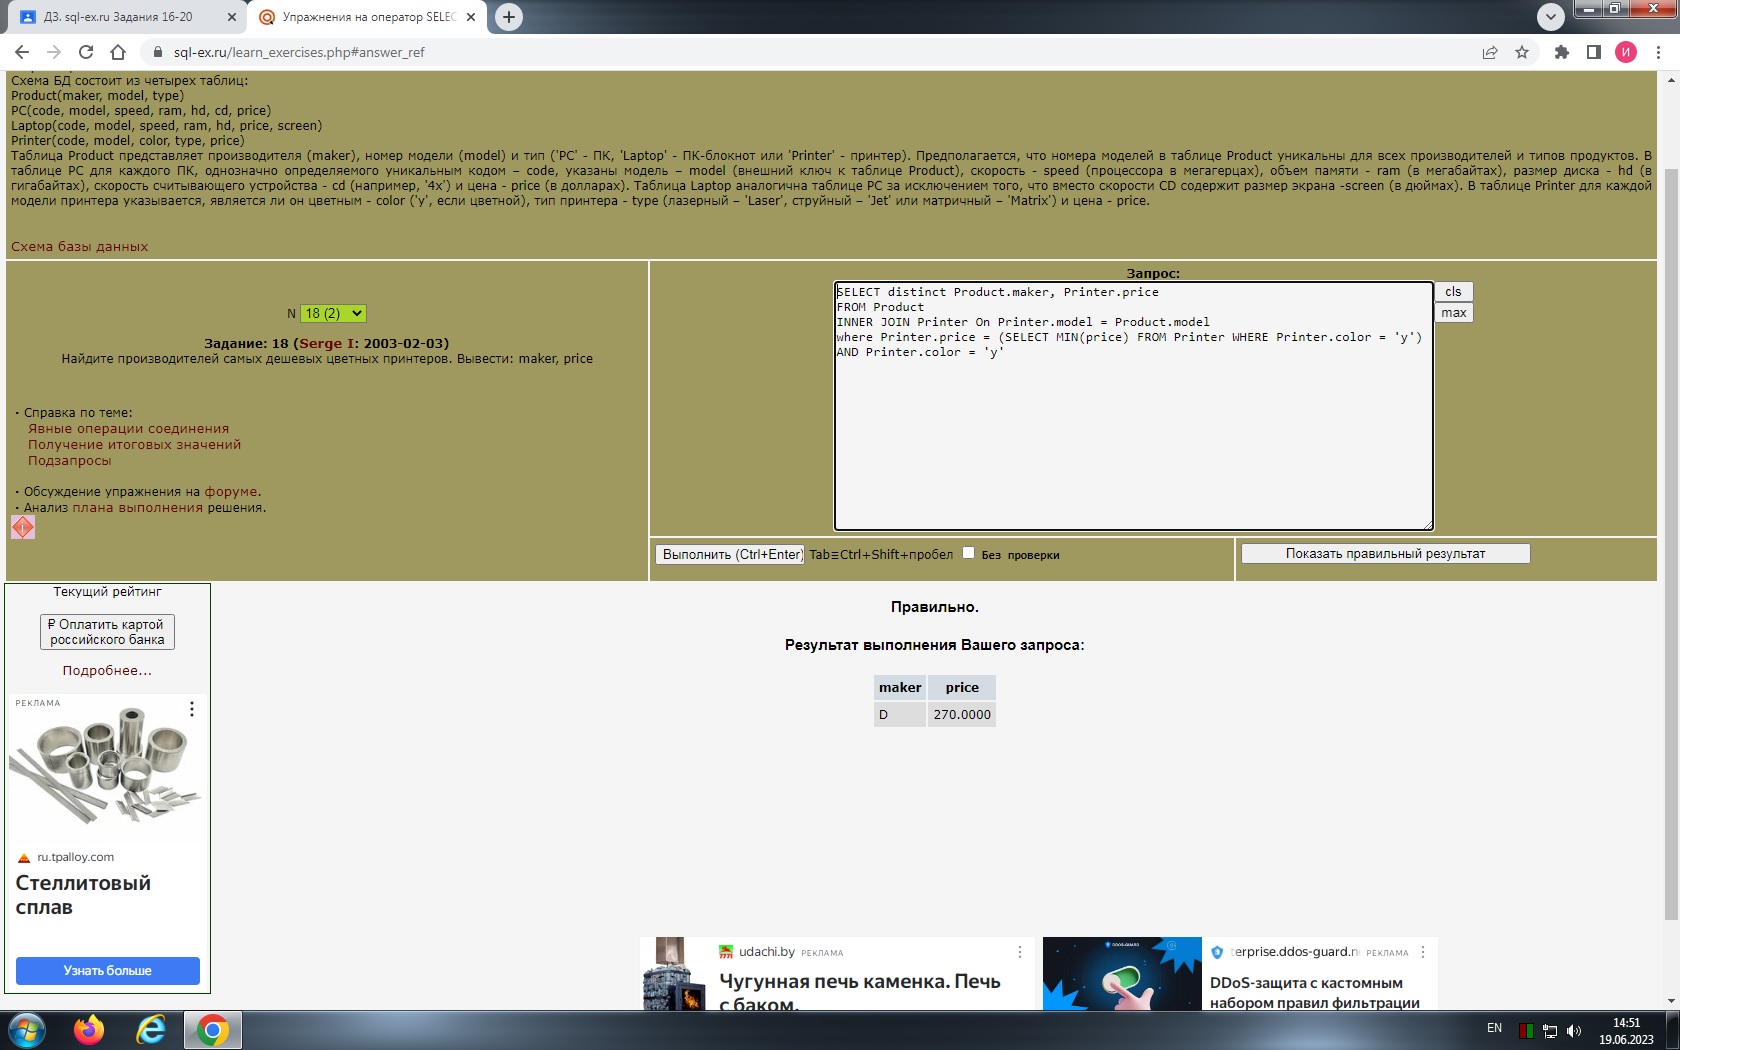 ДЗ. sql-ex.ru Задания 16-20
Упражнения на оператор SELEC
sql-ex.ru/learn_exercises.php#answer_ref
И
Схема БД состоит из четырех таблиц:
Product(maker, model, type)
PC(code, model, speed, ram, hd, cd, price)
Laptop(code, model, speed, ram, hd, price, screen)
Printer(code, model, color, type, price)
Таблица Product представляет производителя (maker), номер модели (model) и тип ('PC' - ПК, 'Laptop' - ПК-блокнот или 'Printer' - принтер). Предполагается, что номера моделей в таблице Product уникальны для всех производителей и типов продуктов. В
таблице PC для каждого ПК, однозначно определяемого уникальным кодом – code, указаны модель – model (внешний ключ к таблице Product), скорость - speed (процессора в мегагерцах), объем памяти - ram (в мегабайтах), размер диска - hd (в
гигабайтах), скорость считывающего устройства - cd (например, '4x') и цена - price (в долларах). Таблица Laptop аналогична таблице РС за исключением того, что вместо скорости CD содержит размер экрана -screen (в дюймах). В таблице Printer для каждой
модели принтера указывается, является ли он цветным - color ('y', если цветной), тип принтера - type (лазерный – 'Laser', струйный – 'Jet' или матричный – 'Matrix') и цена - price.
Схема базы данных
N 18 (2)
Задание: 18 (Serge I: 2003-02-03)
Найдите производителей самых дешевых цветных принтеров. Вывести: maker, price
· Справка по теме:
Явные операции соединения
Получение итоговых значений
Подзапросы
· Обсуждение упражнения на форуме.
· Анализ плана выполнения решения.
Запрос:
SELECT distinct Product.maker, Printer.price
FROM Product
INNER JOIN Printer On Printer.model = Product.model
where Printer.price = (SELECT MIN(price) FROM Printer WHERE Printer.color = 'y')
AND Printer.color = 'y'
cls
max
Выполнить (Ctrl+Enter) Tab≡Ctrl+Shift+пробел Без проверки
Показать правильный результат
Текущий рейтинг
₽ Оплатить картой
российского банка
Подробнее...
РЕКЛАМА
ru.tpalloy.com
Стеллитовый
сплав
Узнать больше
Правильно.
Результат выполнения Вашего запроса:
maker price
D 270.0000
udachi.by РЕКЛАМА
Чугунная печь каменка. Печь
с баком.
DDOS-GUARD
terprise.ddos-guard.ne РЕКЛАМА
DDoS-защита с кастомным
набором правил фильтрации
EN
14:51
19.06.2023